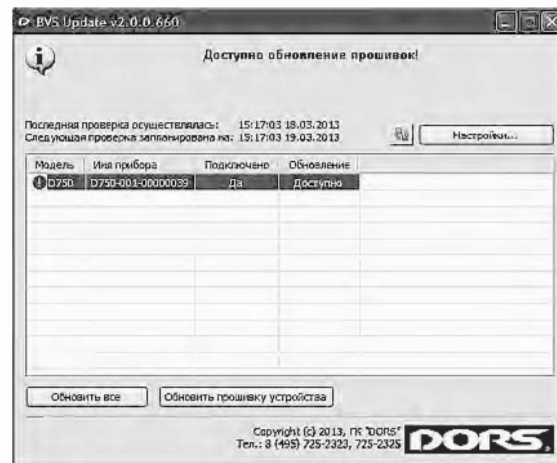 BVS Update v2.0.0.660
Доступно обновление прошивок!
Последняя проверка осуществлялась: 15:17:03 18.03.2013
Следующая проверка запланирована на: 15:17:03 19.03.2013
Настройки...
Модель Имя прибора Подключено Обновление
D750 D750-001-00000039 Да Доступно
Обновить все Обновить прошивку устройства
Copyright (c) 2013, ГК "DORS"
Тел.: 8 (495) 725-2323, 725-2325
DORS